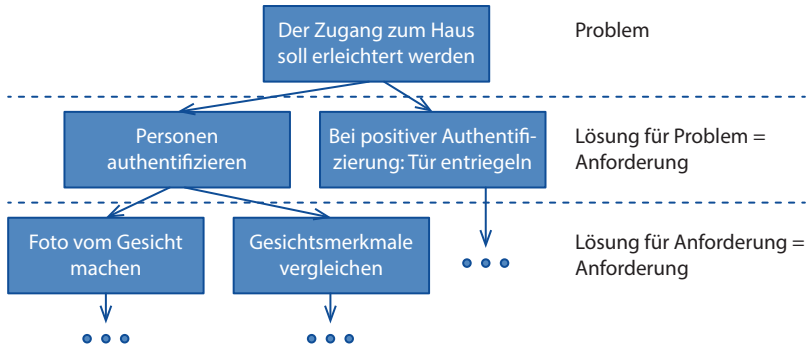 Der Zugang zum Haus
soll erleichtert werden
Problem
Personen
authentifizieren
Bei positiver Authentifi-
zierung: Tür entriegeln
Lösung für Problem =
Anforderung
Foto vom Gesicht
machen
Gesichtsmerkmale
vergleichen
Lösung für Anforderung =
Anforderung